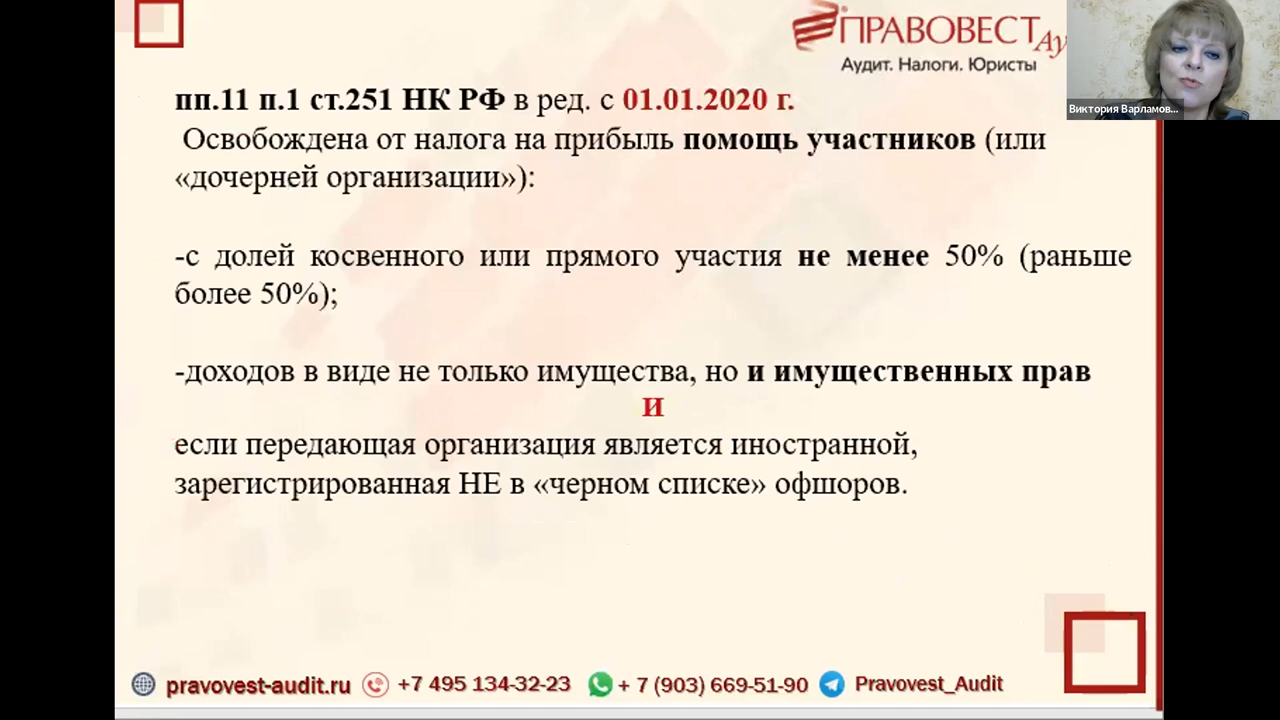 ПРАВОВЕСТ Ау
Аудит. Налоги. Юристы
Виктория Варламов...
пп.11 п.1 ст.251 НК РФ в ред. с 01.01.2020 г.
Освобождена от налога на прибыль помощь участников (или
«дочерней организации»):
-с долей косвенного или прямого участия не менее 50% (раньше
более 50%);
-доходов в виде не только имущества, но и имущественных прав
И
если передающая организация является иностранной,
зарегистрированная НЕ в «черном списке» офшоров.
pravovest-audit.ru +7 495 134-32-23 + 7 (903) 669-51-90 Pravovest_Audit